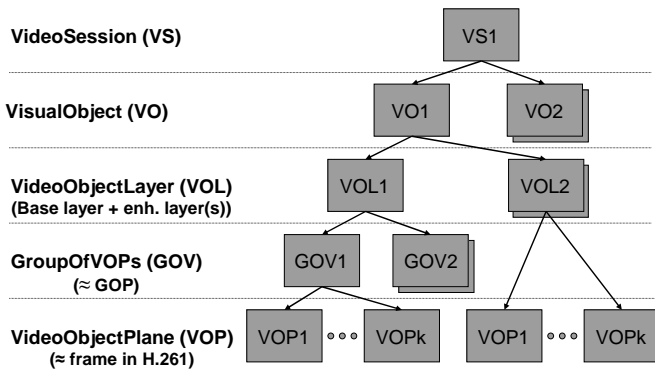 VideoSession (VS)
VS1
VisualObject (VO)
VO1
VO2
VideoObjectLayer (VOL)
(Base layer + enh. layer(s))
VOL1
VOL2
GroupOfVOPs (GOV)
(≈ GOP)
GOV1
GOV2
VideoObjectPlane (VOP)
(≈ frame in H.261)
VOP1
VOPk
VOP1
VOPk